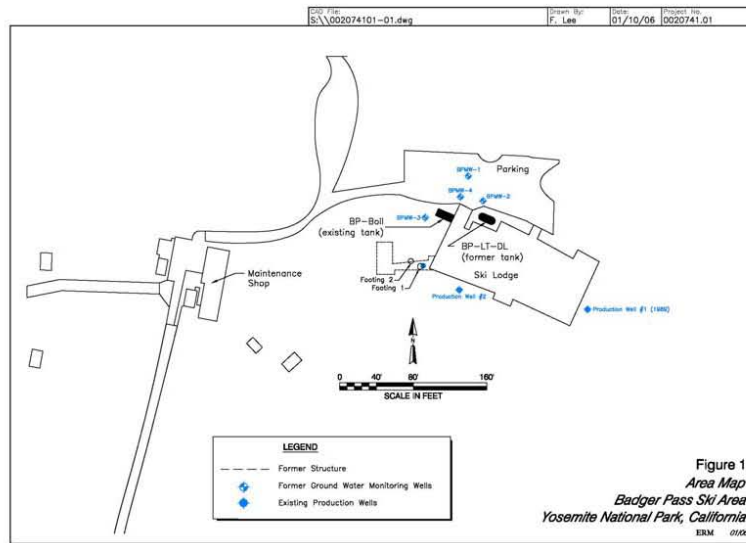 CAD File:
S:\\002074101-01.dwg
Drawn By:
F. Lee
Date:
01/10/06
Project No.
0020741.01
BPMW-1
Parking
BPMW-4
BPMW-2
BP-Boil
(existing tank)
BPMW-3
BP-LT-DL
(former tank)
Ski Lodge
Maintenance
Shop
Footing 2
Footing 1
Production Well #2
Production Well #1 (1989)
N
0 40' 80' 160'
SCALE IN FEET
LEGEND
Former Structure
Former Ground Water Monitoring Wells
Existing Production Wells
Figure 1
Area Map
Badger Pass Ski Area
Yosemite National Park, California
ERM 01/06